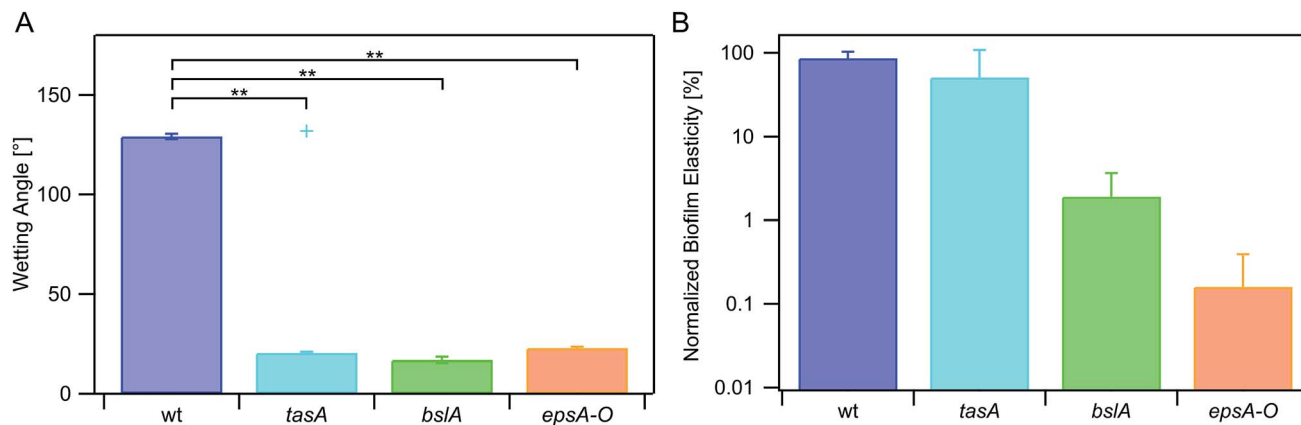 A
Wetting Angle [°]
150
100
50
0
**
**
**
+
wt
tasA
bslA
epsA-O
B
Normalized Biofilm Elasticity [%]
100
10
1
0.1
0.01
wt
tasA
bslA
epsA-O